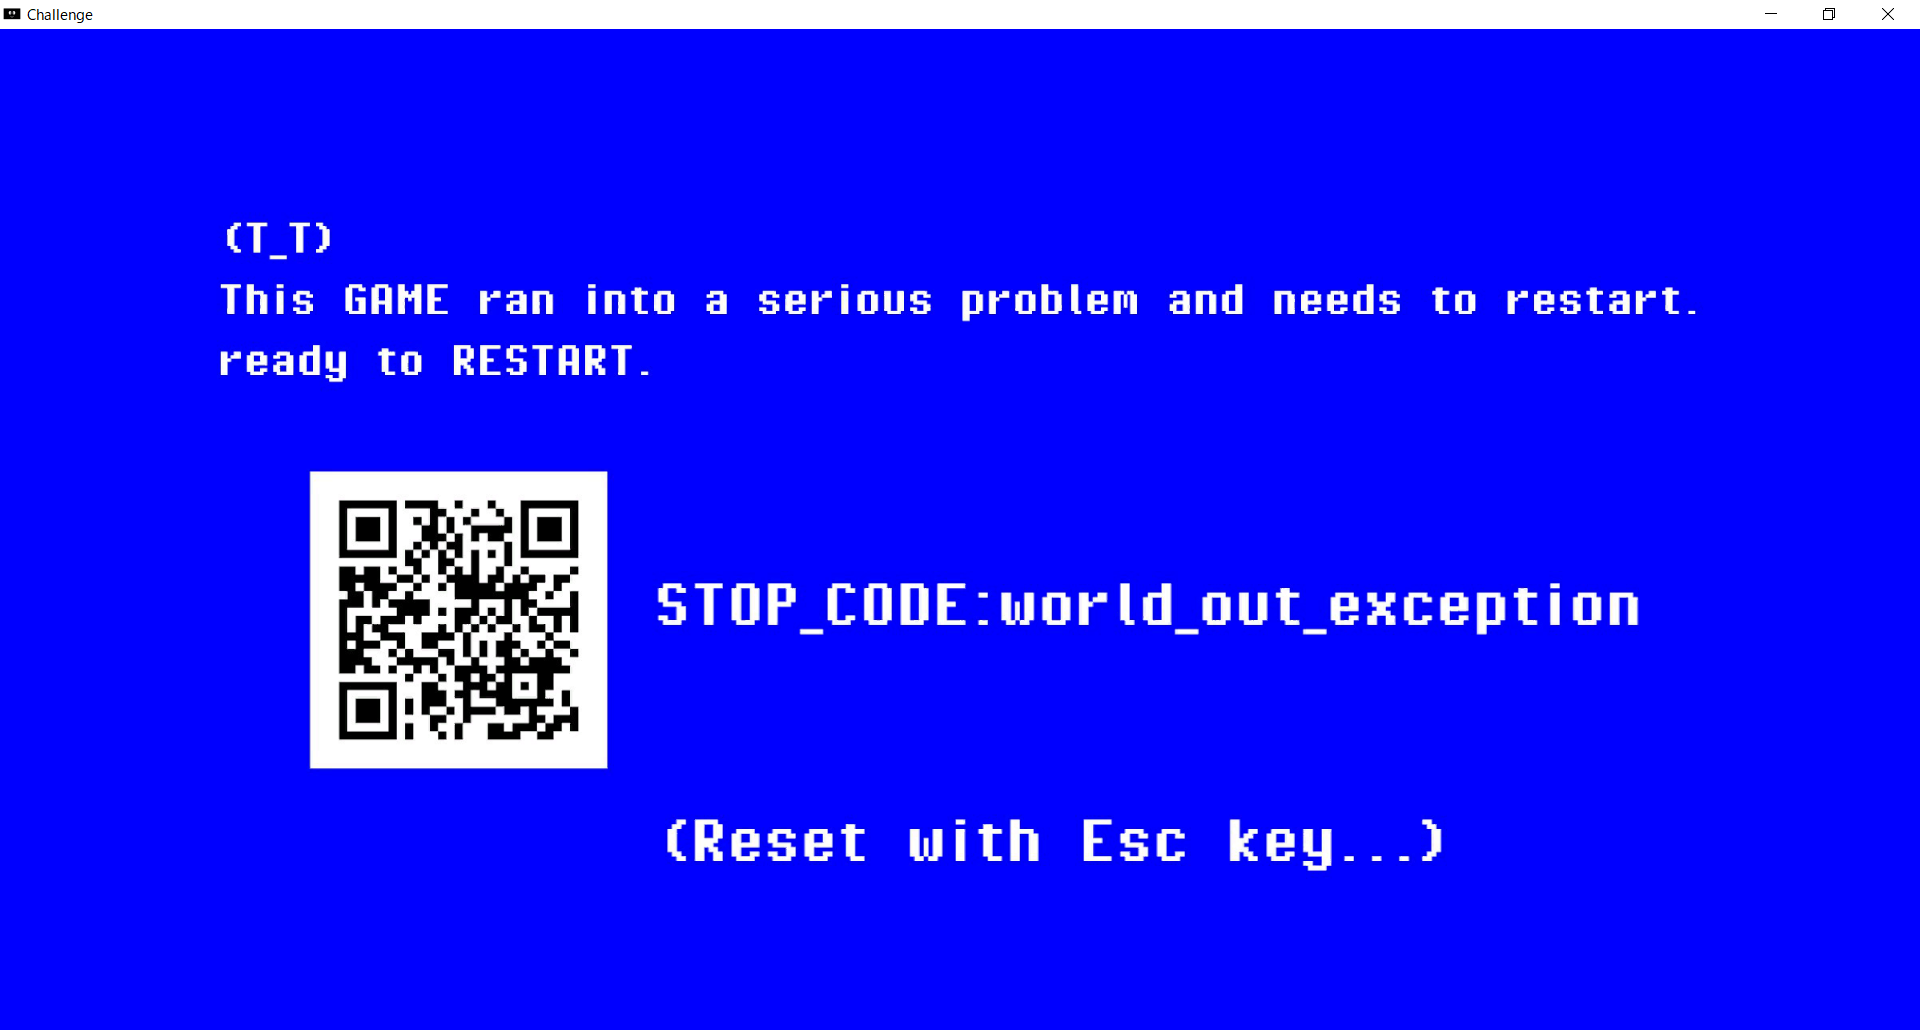 Challenge
(T_T)
This GAME ran into a serious problem and needs to restart.
ready to RESTART.
STOP_CODE:world_out_exception
(Reset with Esc key...)